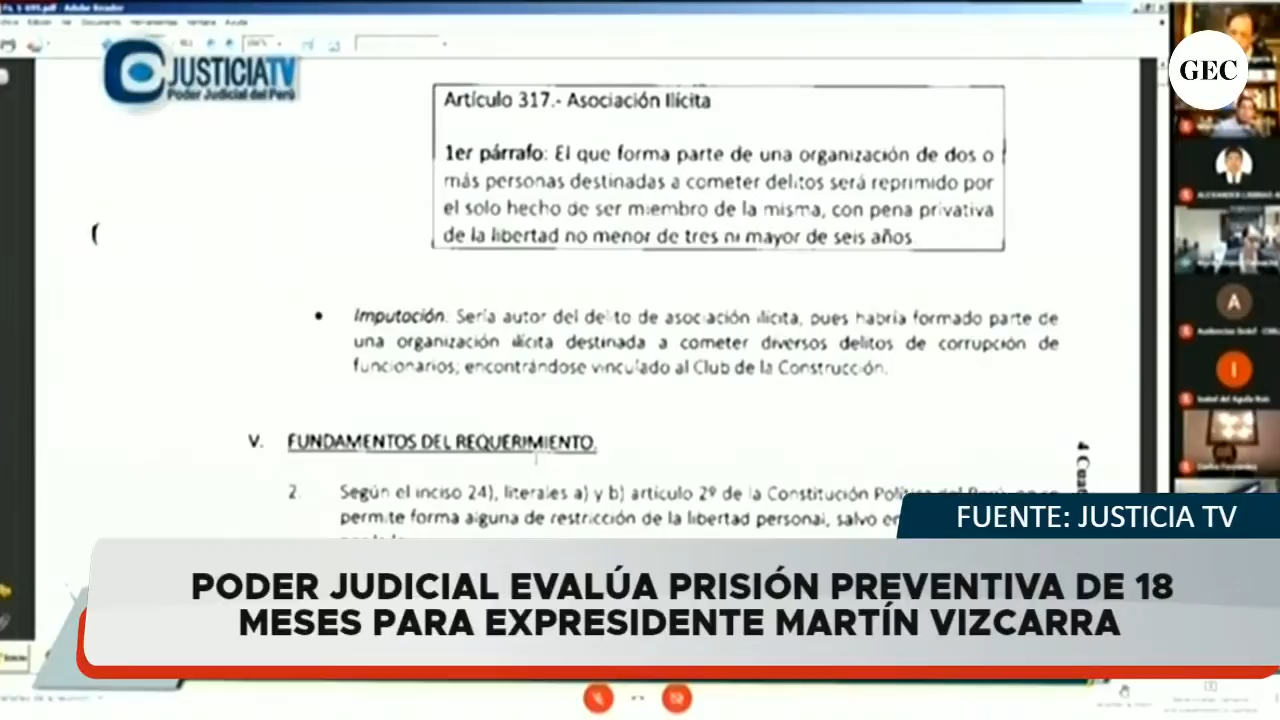 JUSTICIATV
Poder Judicial del Perú
GEC
Artículo 317.- Asociación Ilícita
1er párrafo: El que forma parte de una organización de dos o
más personas destinadas a cometer delitos será reprimido por
el solo hecho de ser miembro de la misma, con pena privativa
de la libertad no menor de tres ni mayor de seis años
(
• Imputación. Sería autor del delito de asociación ilícita, pues habría formado parte de
una organización ilícita destinada a cometer diversos delitos de corrupción de
funcionarios; encontrándose vinculado al Club de la Construcción.
V. FUNDAMENTOS DEL REQUERIMIENTO.
2. Según el inciso 24), literales a) y b) artículo 2º de la Constitución Política del Perú, no se
permite forma alguna de restricción de la libertad personal, salvo en
A
I
FUENTE: JUSTICIA TV
PODER JUDICIAL EVALÚA PRISIÓN PREVENTIVA DE 18
MESES PARA EXPRESIDENTE MARTÍN VIZCARRA